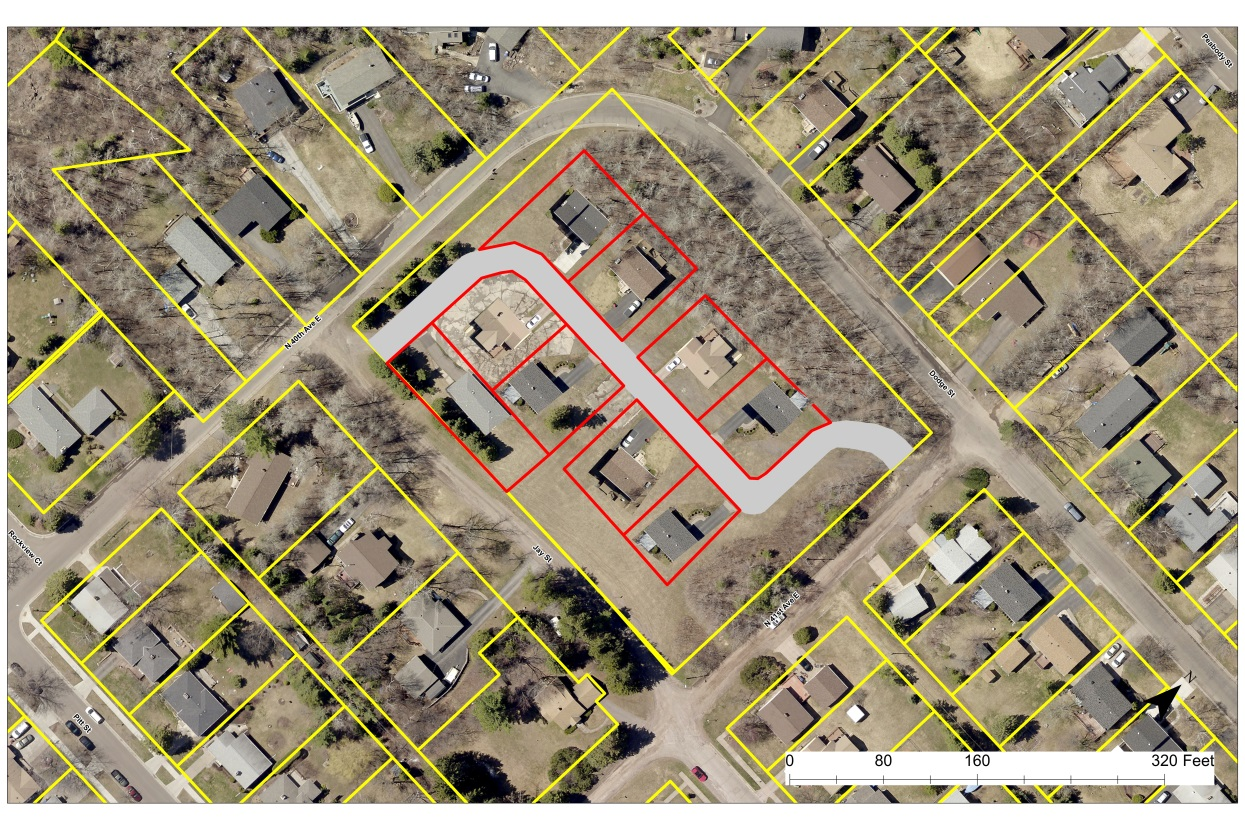 Peabody St
N 40th Ave E
Dodge St
Rockview Ct
Jay St
N 41st Ave E
N
Pitt St
0 80 160 320 Feet